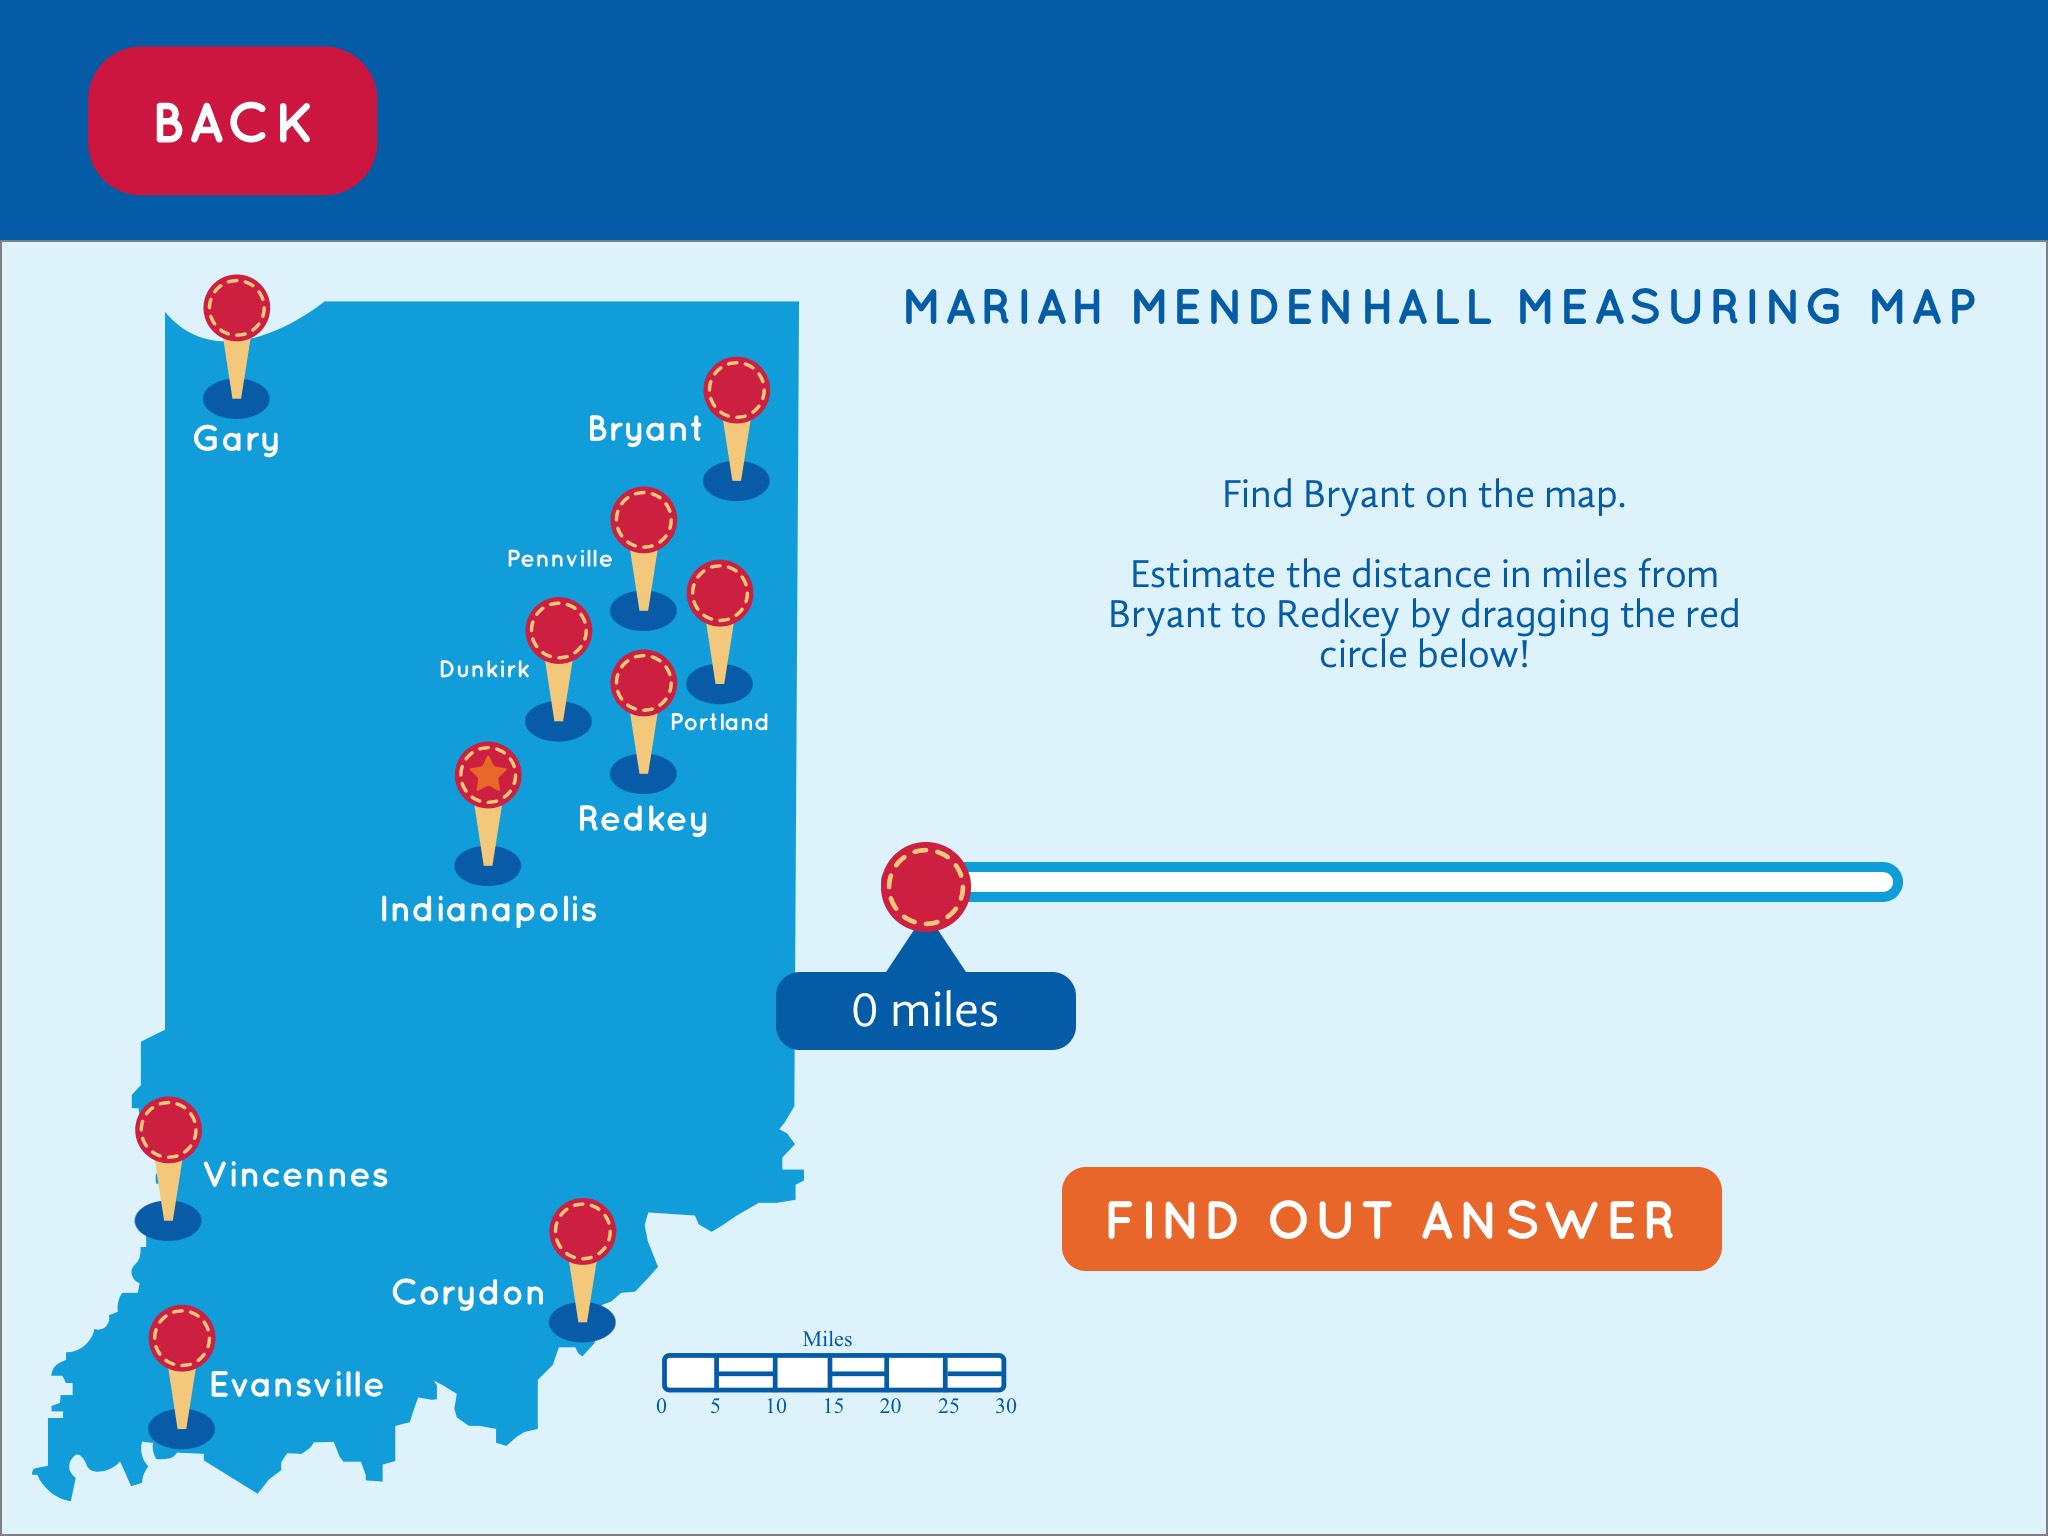 BACK
MARIAH MENDENHALL MEASURING MAP
Gary
Bryant
Pennville
Dunkirk
Portland
Redkey
Indianapolis
Vincennes
Corydon
Evansville
Find Bryant on the map.
Estimate the distance in miles from
Bryant to Redkey by dragging the red
circle below!
0 miles
FIND OUT ANSWER
Miles
0 5 10 15 20 25 30